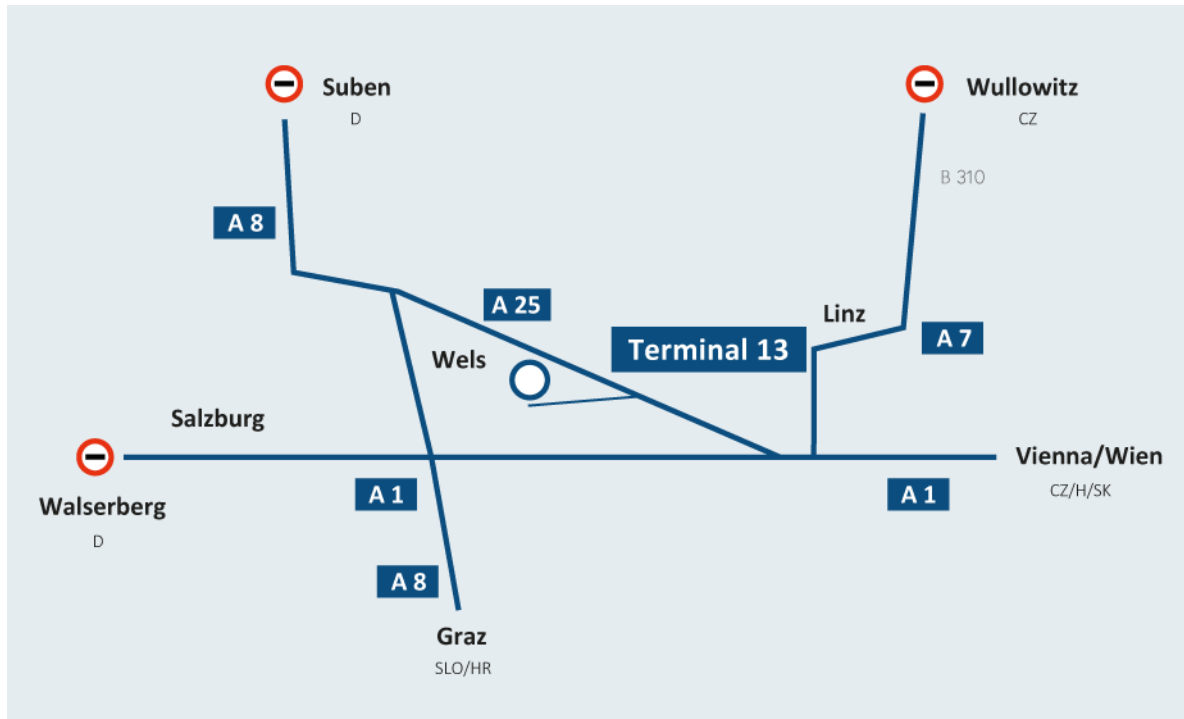 Suben
D
Wullowitz
CZ
B 310
A 8
A 25
Linz
Terminal 13
A 7
Wels
Salzburg
Walserberg
D
A 1
A 1
Vienna/Wien
CZ/H/SK
A 8
Graz
SLO/HR